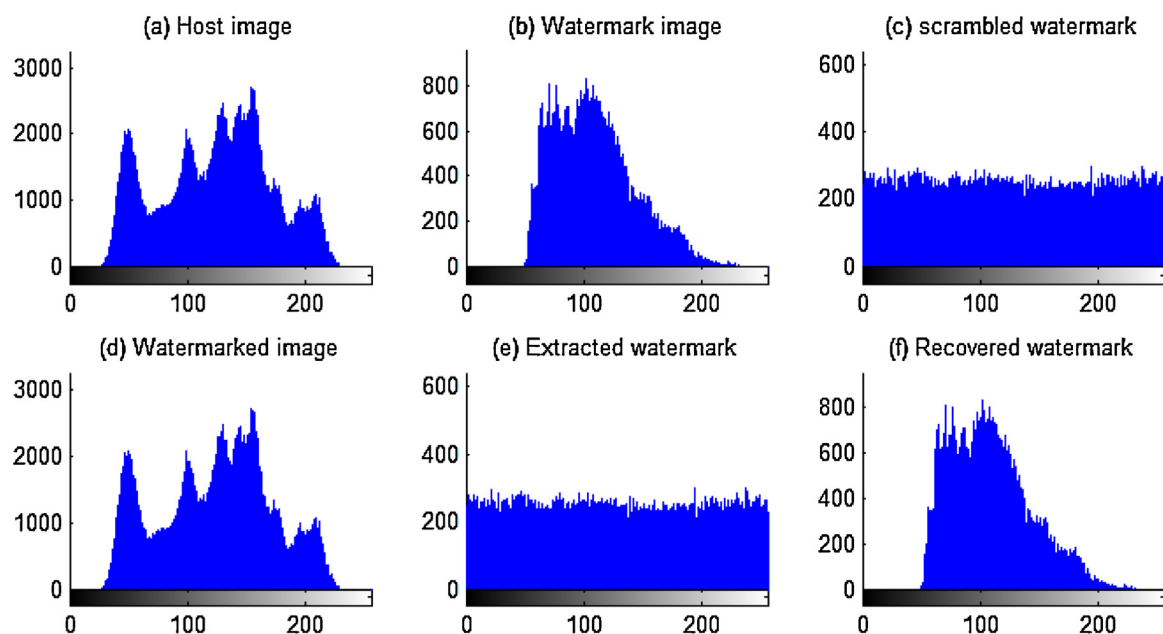 (a) Host image
3000
2000
1000
0
0 100 200
(b) Watermark image
800
600
400
200
0
0 100 200
(c) scrambled watermark
600
400
200
0
0 100 200
(d) Watermarked image
3000
2000
1000
0
0 100 200
(e) Extracted watermark
600
400
200
0
0 100 200
(f) Recovered watermark
800
600
400
200
0
0 100 200